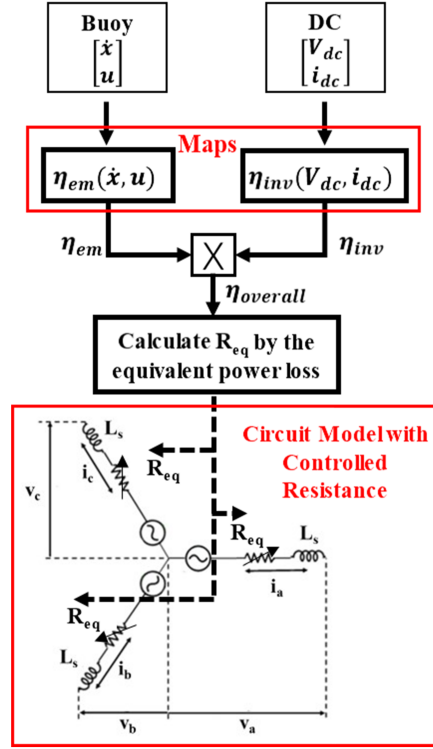 Buoy
ẋ
u
DC
V_dc
i_dc
Maps
η_em(ẋ, u)
η_inv(V_dc, i_dc)
η_em
η_inv
X
η_overall
Calculate R_eq by the
equivalent power loss
Circuit Model with
Controlled
Resistance
L_s
i_c
v_c
R_eq
R_eq
L_s
i_a
R_eq
L_s
i_b
v_b
v_a